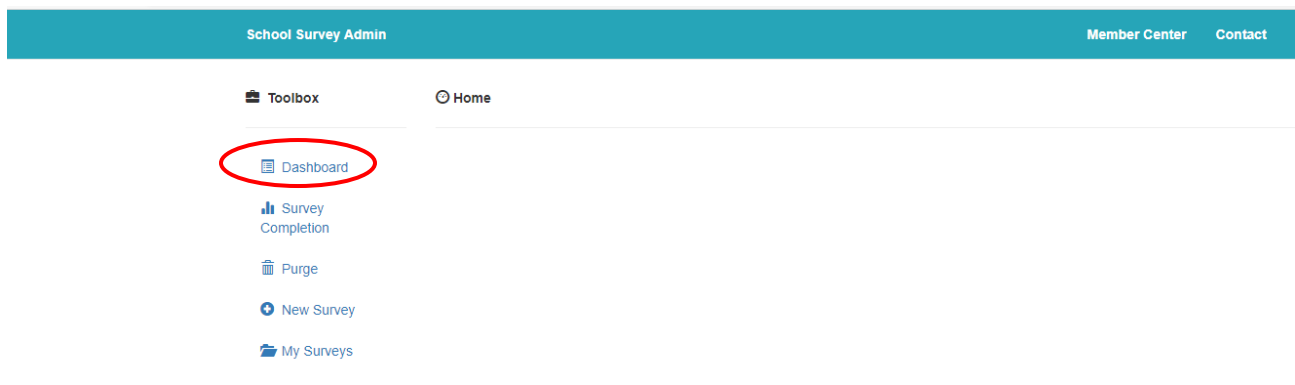 School Survey Admin
Member Center
Contact
Toolbox
Home
Dashboard
Survey
Completion
Purge
New Survey
My Surveys